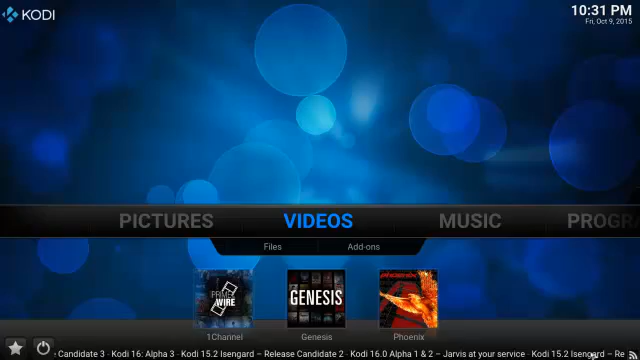 KODI
10:31 PM
Fri, Oct 9, 2015
PICTURES VIDEOS MUSIC PROGR
Files Add-ons
PRIME WIRE
GENESIS
1Channel Genesis Phoenix
Candidate 3 · Kodi 16: Alpha 3 · Kodi 15.2 Isengard – Release Candidate 2 · Kodi 16.0 Alpha 1 & 2 – Jarvis at your service · Kodi 15.2 Isengard – Re